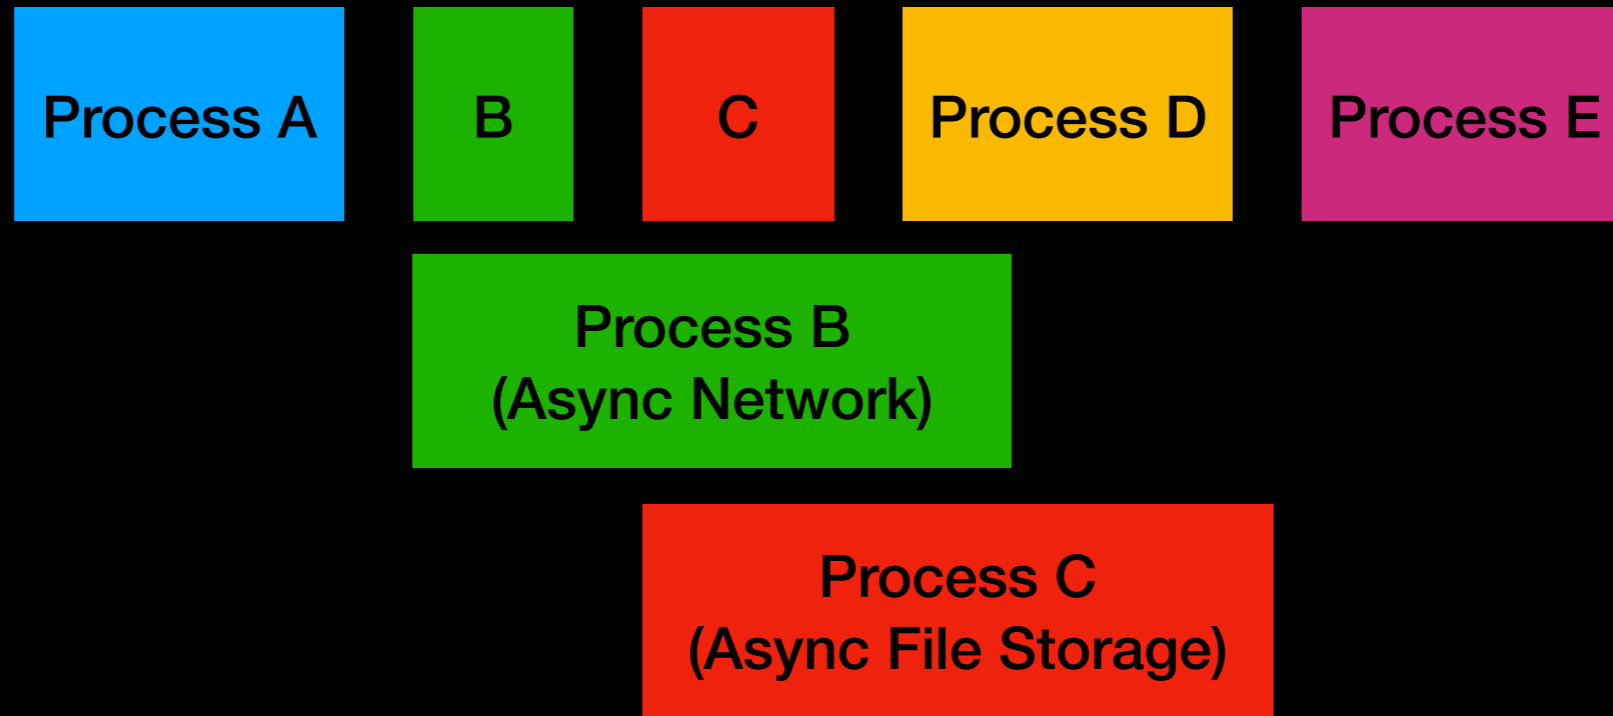 Process A
B
C
Process D
Process E
Process B
(Async Network)
Process C
(Async File Storage)